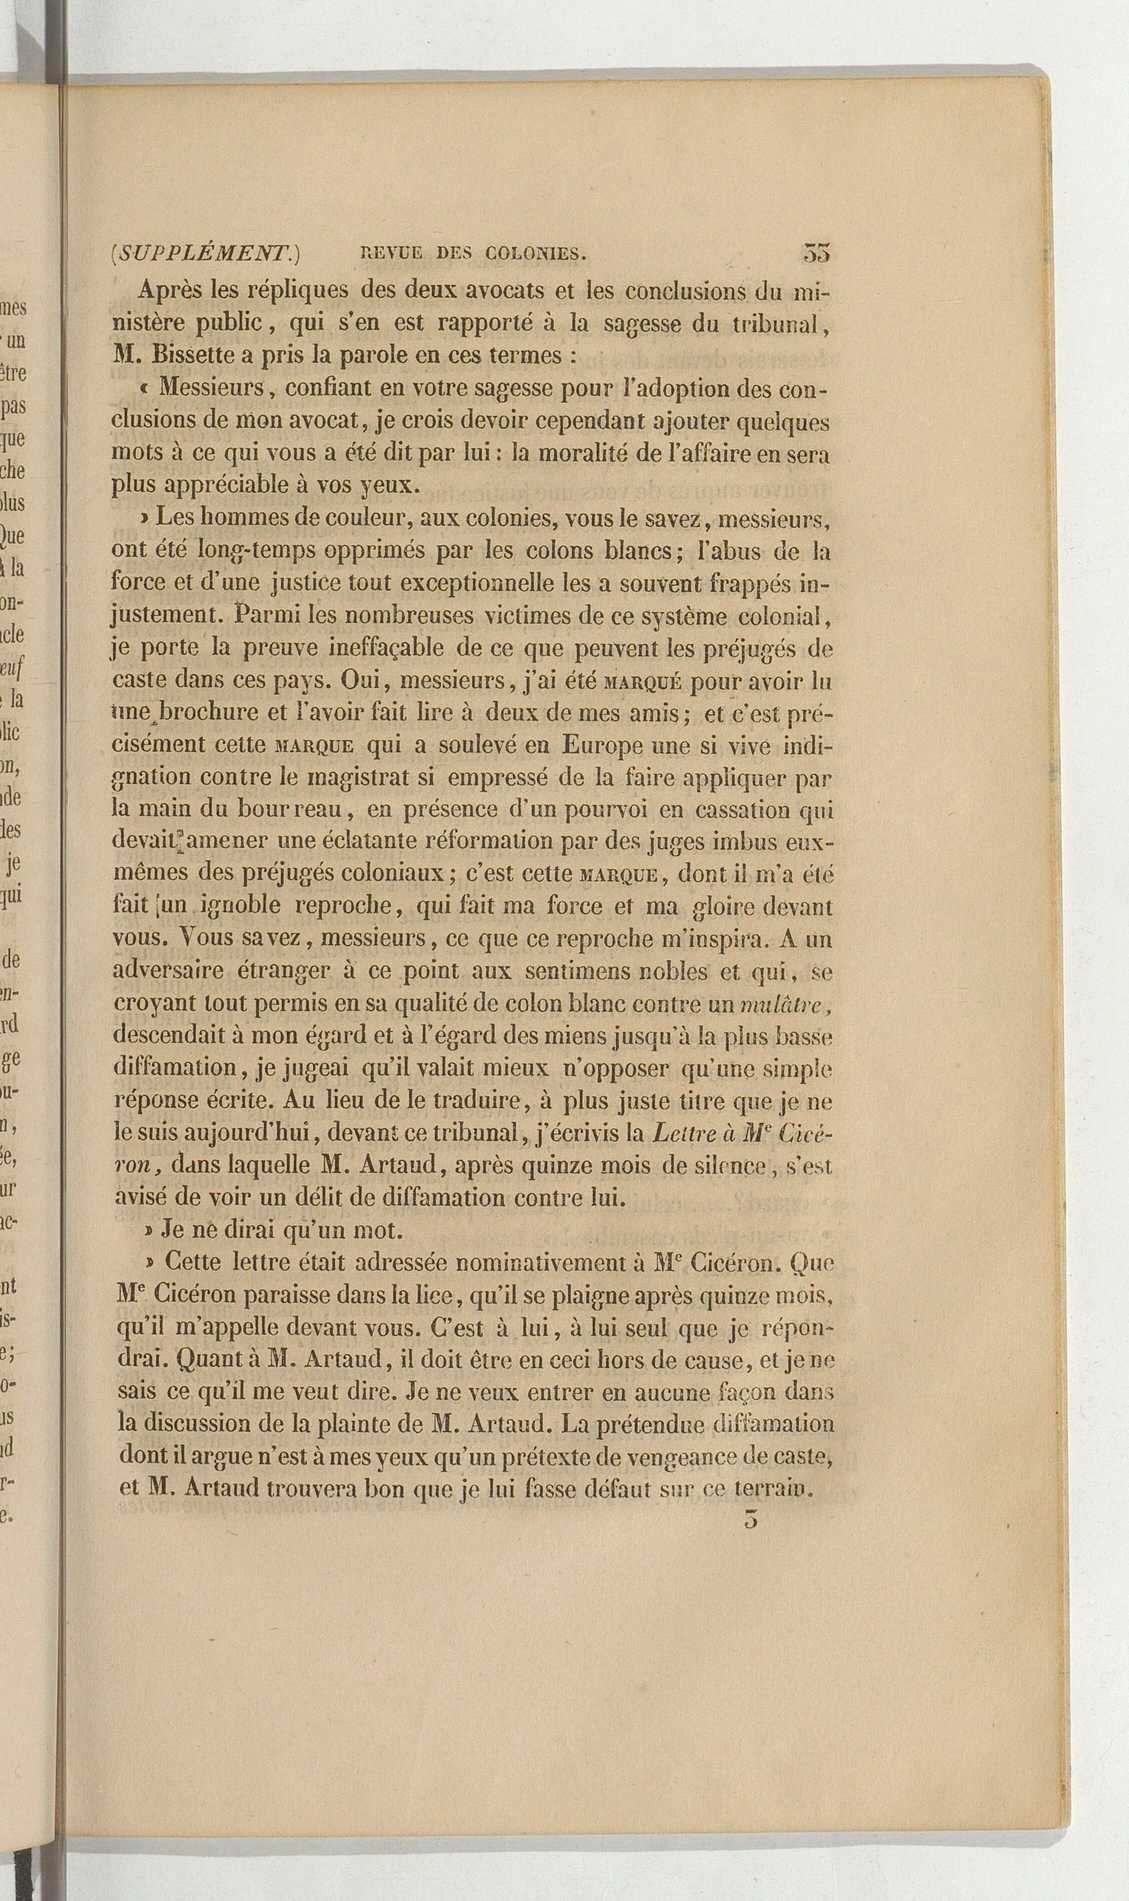 (SUPPLÉMENT.) REVUE DES COLONIES. 33
Après les répliques des deux avocats et les conclusions du mi-
nistère public, qui s'en est rapporté à la sagesse du tribunal,
M. Bissette a pris la parole en ces termes :
« Messieurs, confiant en votre sagesse pour l'adoption des con-
clusions de mon avocat, je crois devoir cependant ajouter quelques
mots à ce qui vous a été dit par lui : la moralité de l'affaire en sera
plus appréciable à vos yeux.
» Les hommes de couleur, aux colonies, vous le savez, messieurs,
ont été long-temps opprimés par les colons blancs; l'abus de la
force et d'une justice tout exceptionnelle les a souvent frappés in-
justement. Parmi les nombreuses victimes de ce système colonial,
je porte la preuve ineffaçable de ce que peuvent les préjugés de
caste dans ces pays. Oui, messieurs, j'ai été MARQUÉ pour avoir lu
une brochure et l'avoir fait lire à deux de mes amis; et c'est pré-
cisément cette MARQUE qui a soulevé en Europe une si vive indi-
gnation contre le magistrat si empressé de la faire appliquer par
la main du bourreau, en présence d'un pourvoi en cassation qui
devait amener une éclatante réformation par des juges imbus eux-
mêmes des préjugés coloniaux; c'est cette MARQUE, dont il m'a été
fait un ignoble reproche, qui fait ma force et ma gloire devant
vous. Vous savez, messieurs, ce que ce reproche m'inspira. A un
adversaire étranger à ce point aux sentimens nobles et qui, se
croyant tout permis en sa qualité de colon blanc contre un mulâtre,
descendait à mon égard et à l'égard des miens jusqu'à la plus basse
diffamation, je jugeai qu'il valait mieux n'opposer qu'une simple
réponse écrite. Au lieu de le traduire, à plus juste titre que je ne
le suis aujourd'hui, devant ce tribunal, j'écrivis la Lettre à Me Cicé-
ron, dans laquelle M. Artaud, après quinze mois de silence, s'est
avisé de voir un délit de diffamation contre lui.
» Je ne dirai qu'un mot.
» Cette lettre était adressée nominativement à Me Cicéron. Que
Me Cicéron paraisse dans la lice, qu'il se plaigne après quinze mois,
qu'il m'appelle devant vous. C'est à lui, à lui seul que je répon-
drai. Quant à M. Artaud, il doit être en ceci hors de cause, et je ne
sais ce qu'il me veut dire. Je ne veux entrer en aucune façon dans
la discussion de la plainte de M. Artaud. La prétendue diffamation
dont il argue n'est à mes yeux qu'un prétexte de vengeance de caste,
et M. Artaud trouvera bon que je lui fasse défaut sur ce terrain.
3